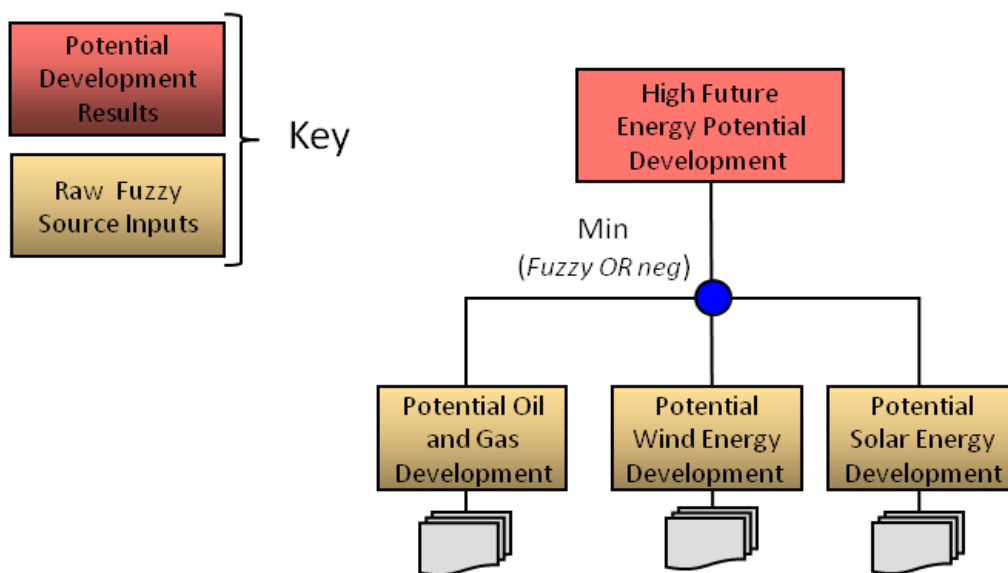 Potential
Development
Results
Raw Fuzzy
Source Inputs
Key
High Future
Energy Potential
Development
Min
(Fuzzy OR neg)
Potential Oil
and Gas
Development
Potential
Wind Energy
Development
Potential
Solar Energy
Development